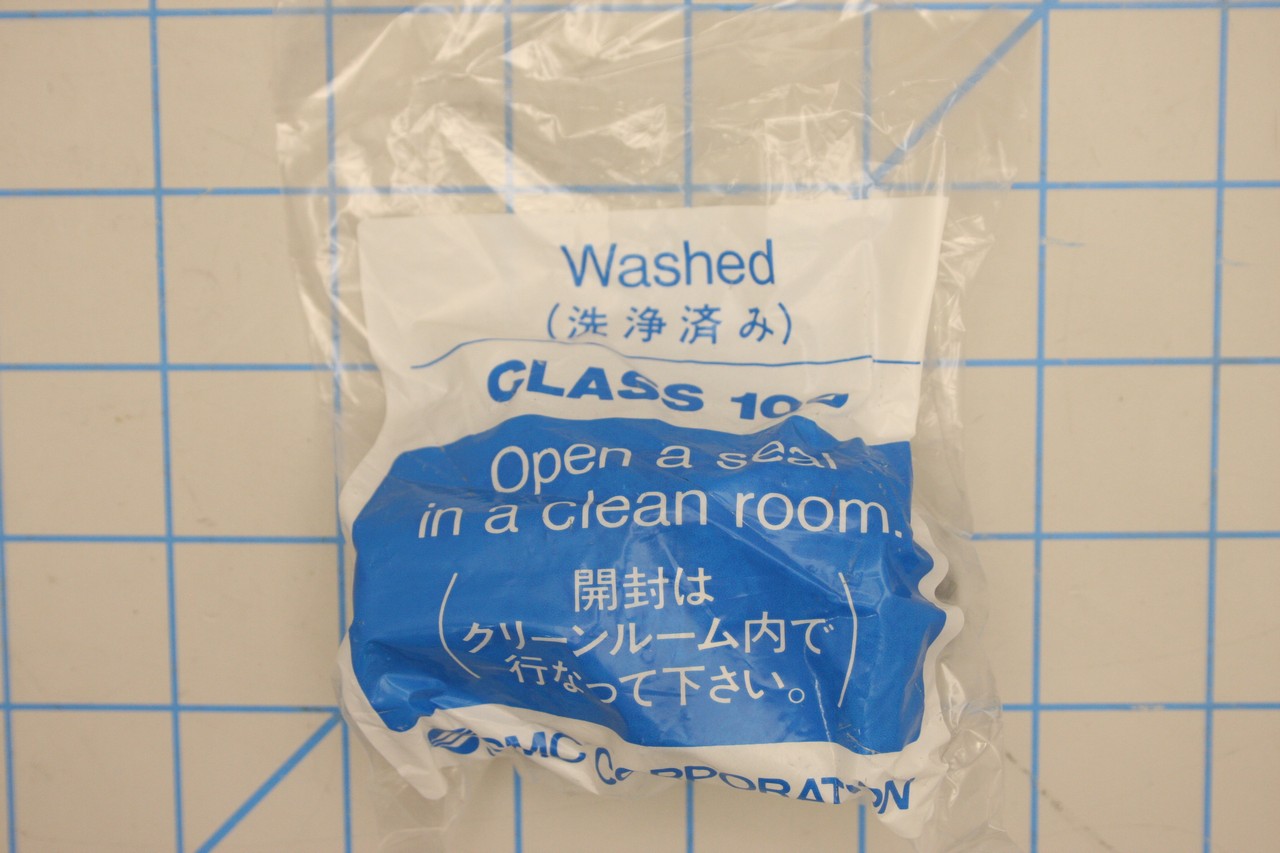 Washed
(洗浄済み)
CLASS 100
Open a seal
in a clean room.
(開封は
クリーンルーム内で
行なって下さい。)
SMC CORPORATION